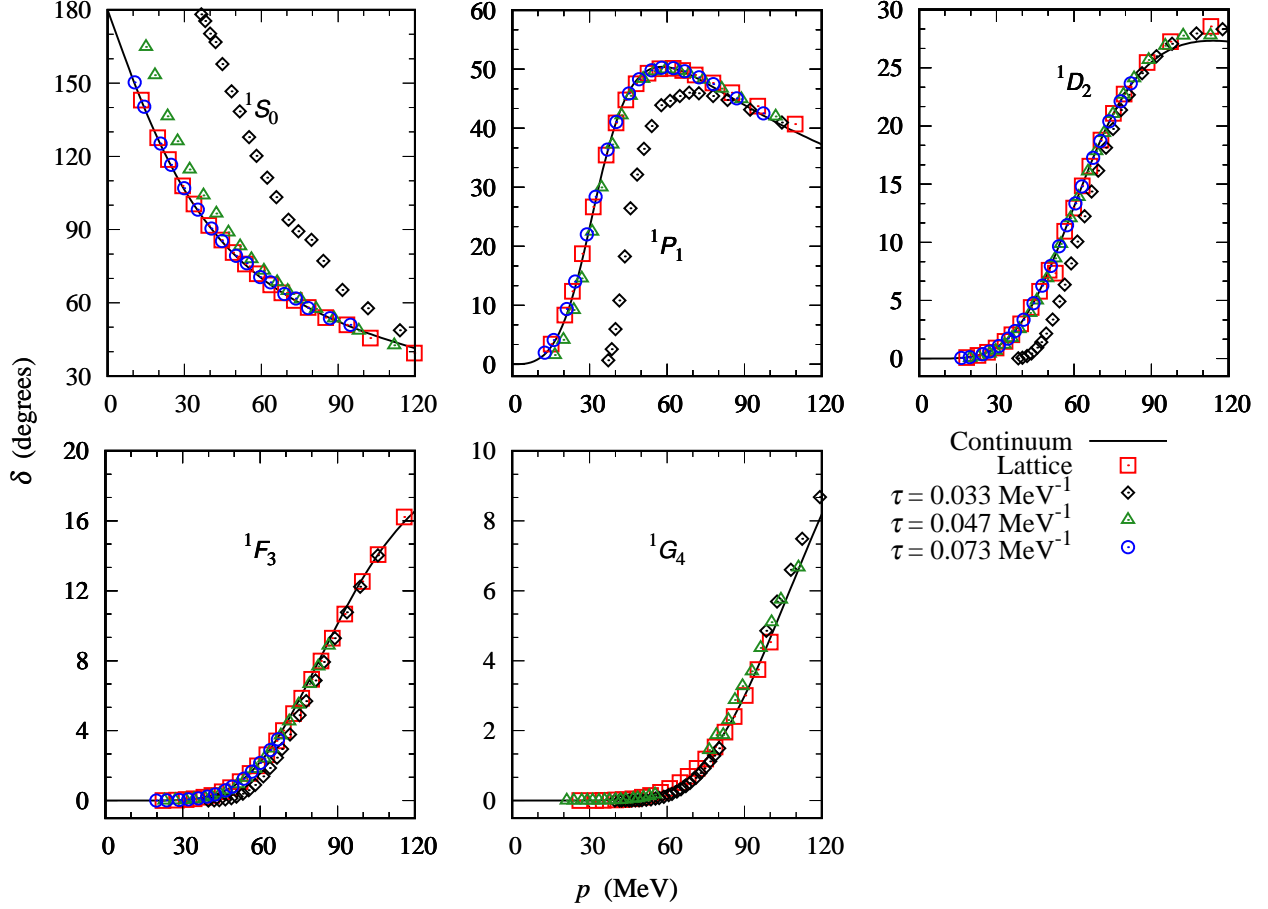 180
150
120
90
60
30
0 30 60 90 120
¹S₀
60
50
40
30
20
10
0
0 30 60 90 120
¹P₁
30
25
20
15
10
5
0
0 30 60 90 120
¹D₂
δ (degrees)
20
16
12
8
4
0
0 30 60 90 120
¹F₃
10
8
6
4
2
0
0 30 60 90 120
¹G₄
Continuum
Lattice
τ = 0.033 MeV⁻¹
τ = 0.047 MeV⁻¹
τ = 0.073 MeV⁻¹
p (MeV)